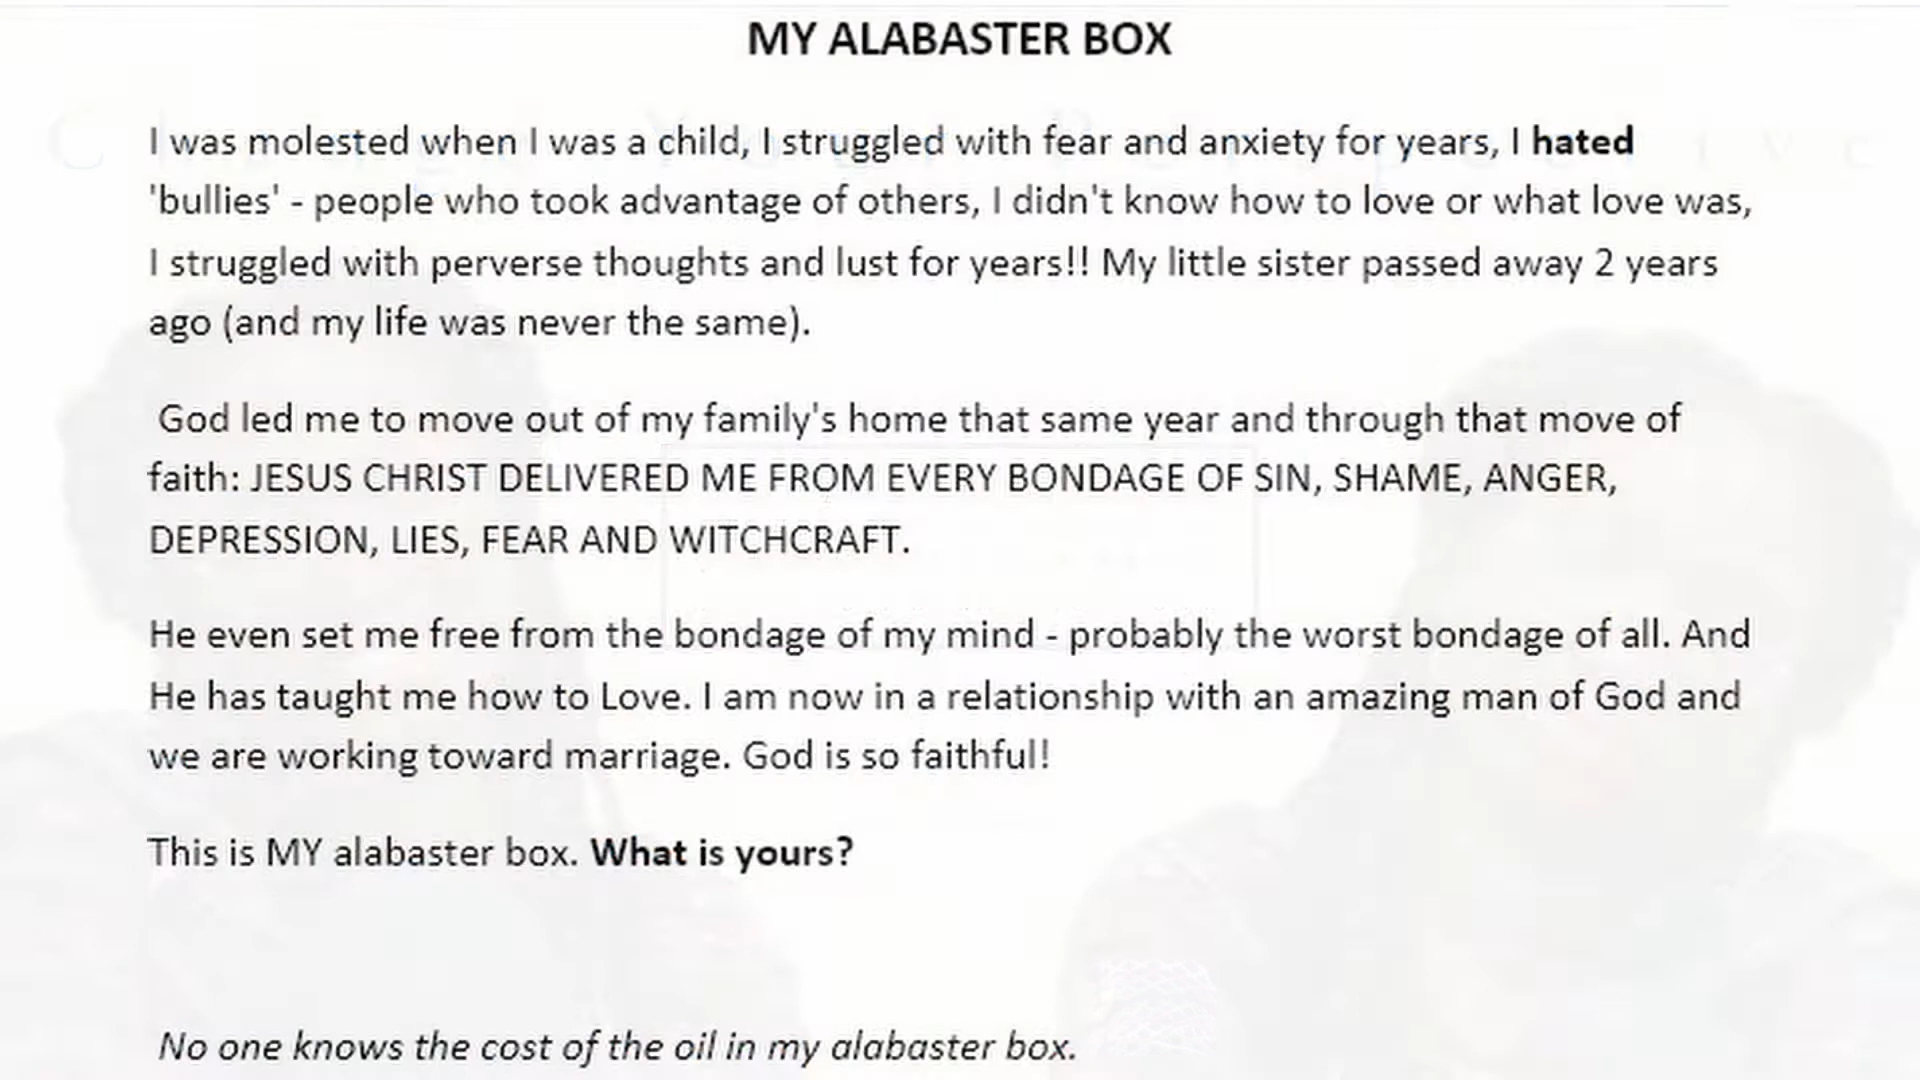 MY ALABASTER BOX
I was molested when I was a child, I struggled with fear and anxiety for years, I hated
'bullies' - people who took advantage of others, I didn't know how to love or what love was,
I struggled with perverse thoughts and lust for years!! My little sister passed away 2 years
ago (and my life was never the same).
God led me to move out of my family's home that same year and through that move of
faith: JESUS CHRIST DELIVERED ME FROM EVERY BONDAGE OF SIN, SHAME, ANGER,
DEPRESSION, LIES, FEAR AND WITCHCRAFT.
He even set me free from the bondage of my mind - probably the worst bondage of all. And
He has taught me how to Love. I am now in a relationship with an amazing man of God and
we are working toward marriage. God is so faithful!
This is MY alabaster box. What is yours?
No one knows the cost of the oil in my alabaster box.